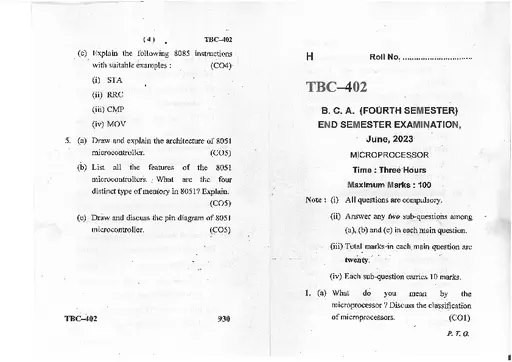 ( 4 ) TBC-402
(c) Explain the following 8085 instructions
with suitable examples : (CO4)
(i) STA
(ii) RRC
(iii) CMP
(iv) MOV
5. (a) Draw and explain the architecture of 8051
microcontroller. (CO5)
(b) List all the features of the 8051
microcontrollers. What are the four
distinct type of memory in 8051? Explain.
(CO5)
(c) Draw and discuss the pin diagram of 8051
microcontroller. (CO5)
TBC-402 930
H Roll No. ..............................
TBC-402
B. C. A. (FOURTH SEMESTER)
END SEMESTER EXAMINATION,
June, 2023
MICROPROCESSOR
Time : Three Hours
Maximum Marks : 100
Note : (i) All questions are compulsory.
(ii) Answer any two sub-questions among
(a), (b) and (c) in each main question.
(iii) Total marks in each main question are
twenty.
(iv) Each sub-question carries 10 marks.
1. (a) What do you mean by the
microprocessor ? Discuss the classification
of microprocessors. (CO1)
P. T. O.